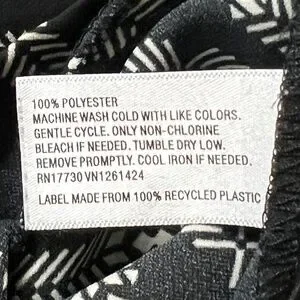 100% POLYESTER
MACHINE WASH COLD WITH LIKE COLORS.
GENTLE CYCLE. ONLY NON-CHLORINE
BLEACH IF NEEDED. TUMBLE DRY LOW.
REMOVE PROMPTLY. COOL IRON IF NEEDED.
RN17730 VN1261424
LABEL MADE FROM 100% RECYCLED PLASTIC